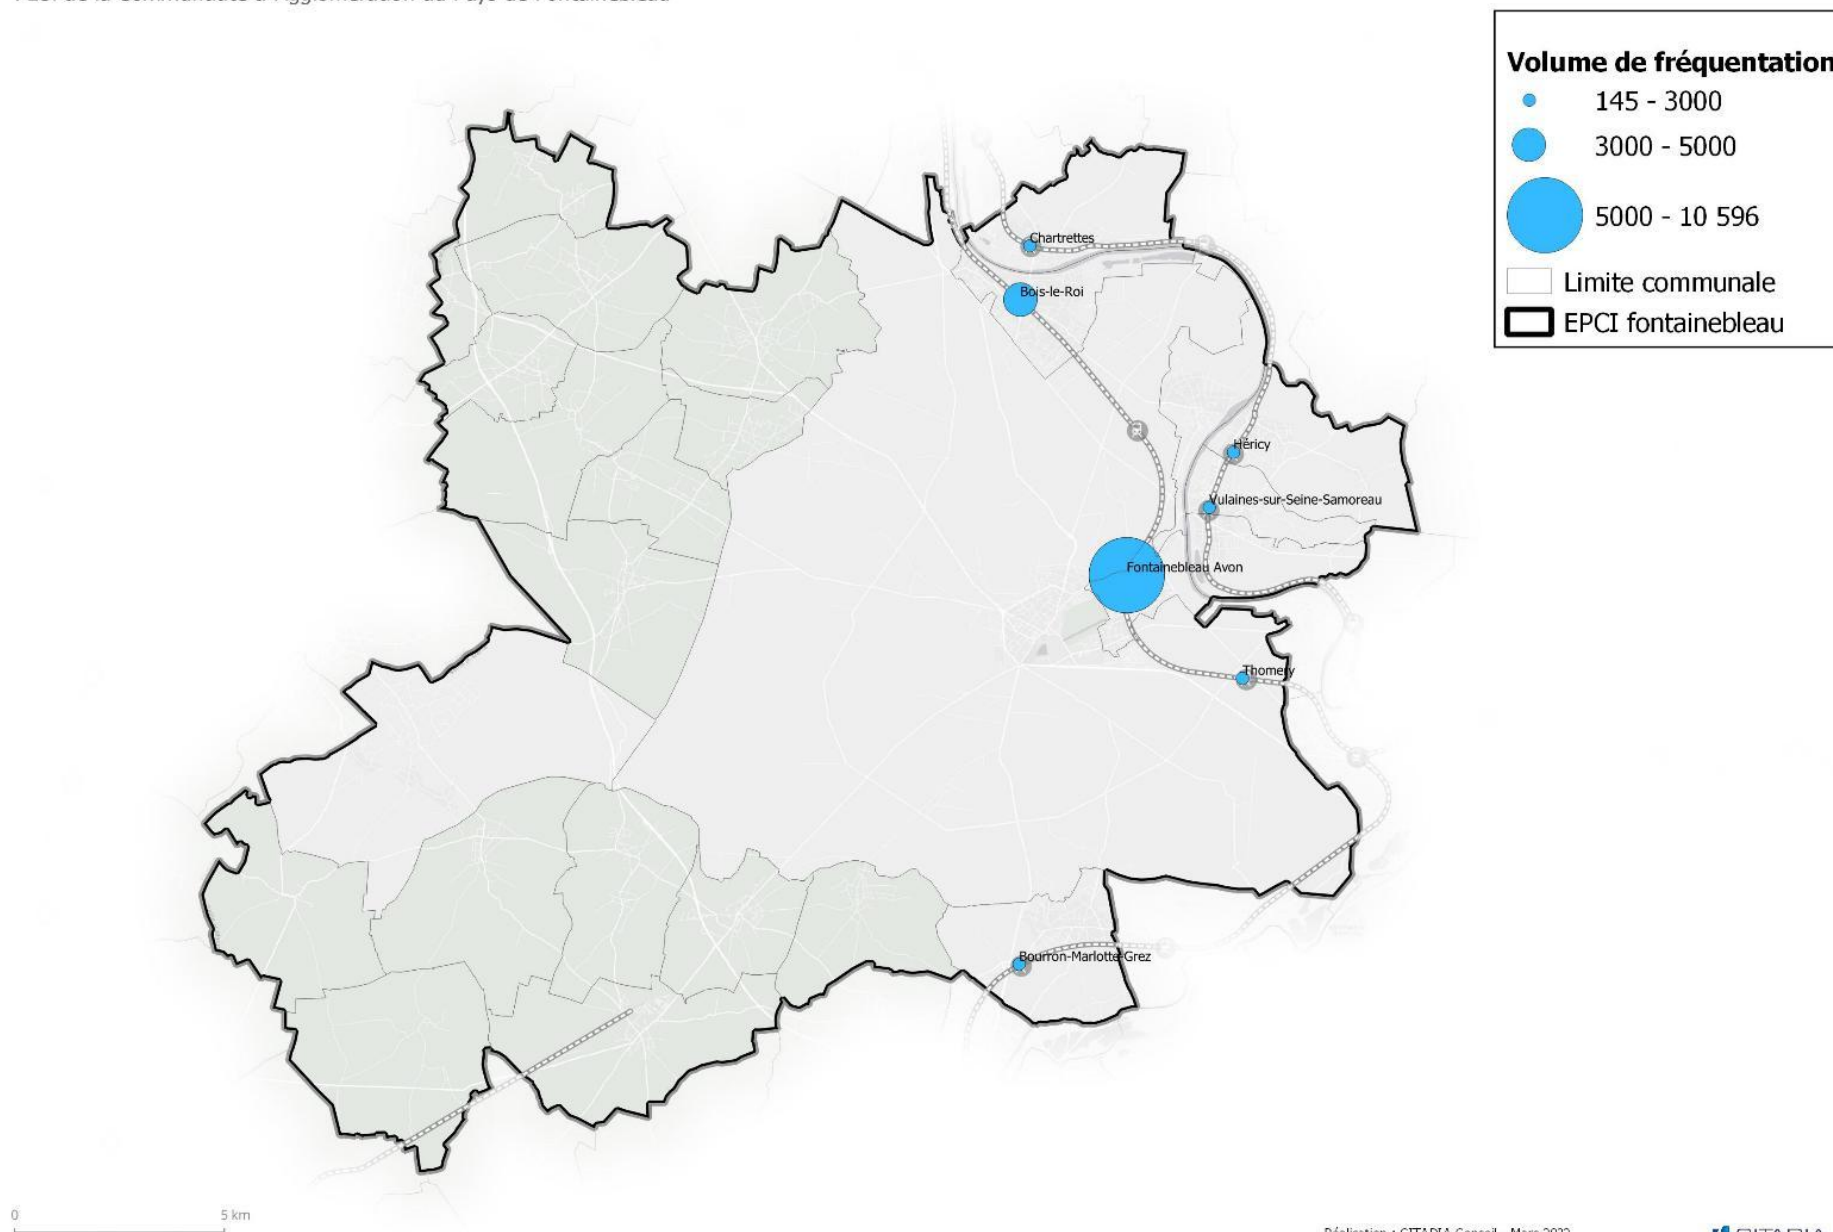 Volume de fréquentation
145 - 3000
3000 - 5000
5000 - 10 596
Limite communale
EPCI fontainebleau
Chartrettes
Bois-le-Roi
Héricy
Vulaines-sur-Seine-Samoreau
Fontainebleau Avon
Thomery
Bourron-Marlotte-Grez
0
5 km